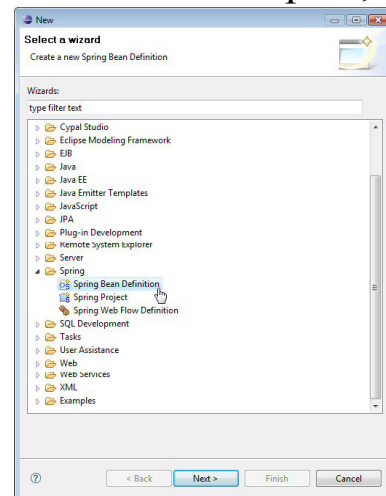 New
Select a wizard
Create a new Spring Bean Definition
Wizards:
type filter text
Cypal Studio
Eclipse Modeling Framework
EJB
Java
Java EE
Java Emitter Templates
JavaScript
JPA
Plug-in Development
Remote System Explorer
Server
Spring
Spring Bean Definition
Spring Project
Spring Web Flow Definition
SQL Development
Tasks
User Assistance
Web
Web Services
XML
Examples
< Back Next > Finish Cancel